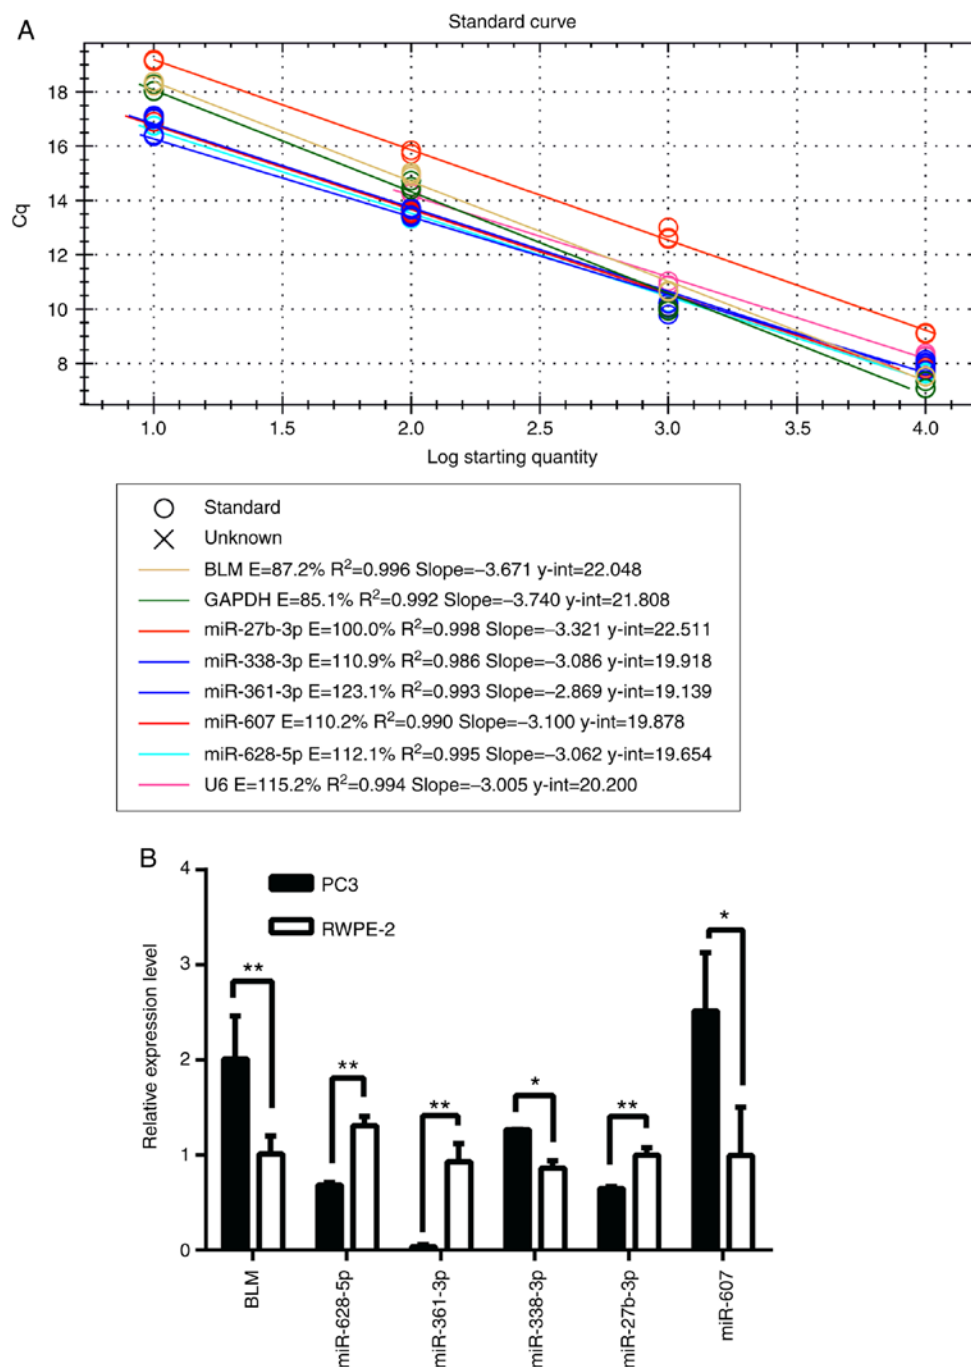 A
Standard curve
Cq
18
16
14
12
10
8
1.0 1.5 2.0 2.5 3.0 3.5 4.0
Log starting quantity
Standard
Unknown
BLM E=87.2% R²=0.996 Slope=–3.671 y-int=22.048
GAPDH E=85.1% R²=0.992 Slope=–3.740 y-int=21.808
miR-27b-3p E=100.0% R²=0.998 Slope=–3.321 y-int=22.511
miR-338-3p E=110.9% R²=0.986 Slope=–3.086 y-int=19.918
miR-361-3p E=123.1% R²=0.993 Slope=–2.869 y-int=19.139
miR-607 E=110.2% R²=0.990 Slope=–3.100 y-int=19.878
miR-628-5p E=112.1% R²=0.995 Slope=–3.062 y-int=19.654
U6 E=115.2% R²=0.994 Slope=–3.005 y-int=20.200
B
Relative expression level
4
3
2
1
0
PC3
RWPE-2
**
**
**
*
**
*
BLM
miR-628-5p
miR-361-3p
miR-338-3p
miR-27b-3p
miR-607